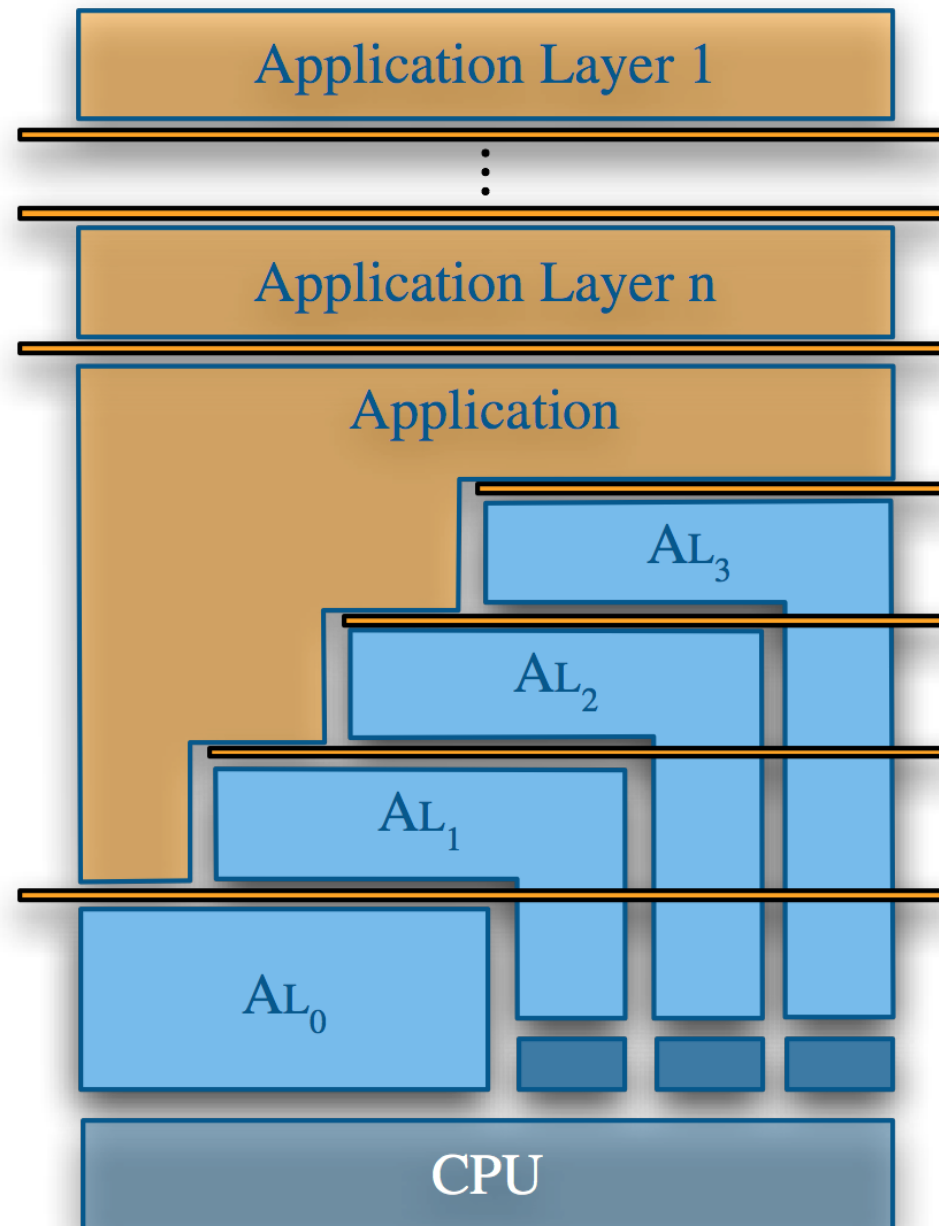 Application Layer 1
⋮
Application Layer n
Application
AL₃
AL₂
AL₁
AL₀
CPU